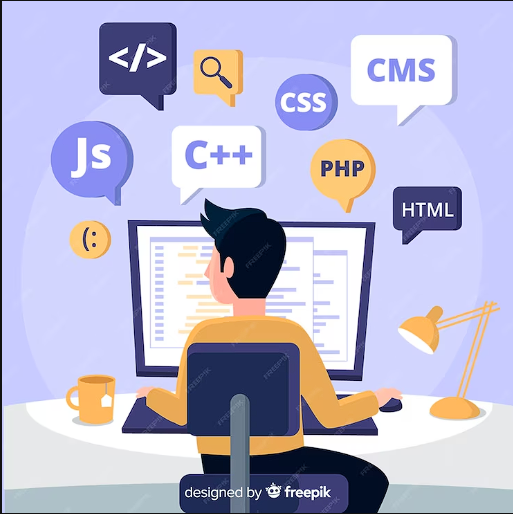 </>
CMS
CSS
Js
C++
PHP
HTML
(:
designed by freepik